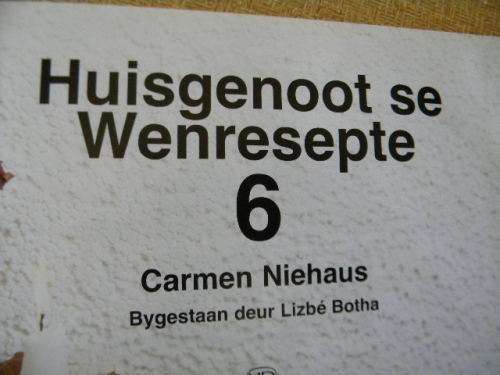 Huisgenoot se
Wenresepte
6
Carmen Niehaus
Bygestaan deur Lizbé Botha